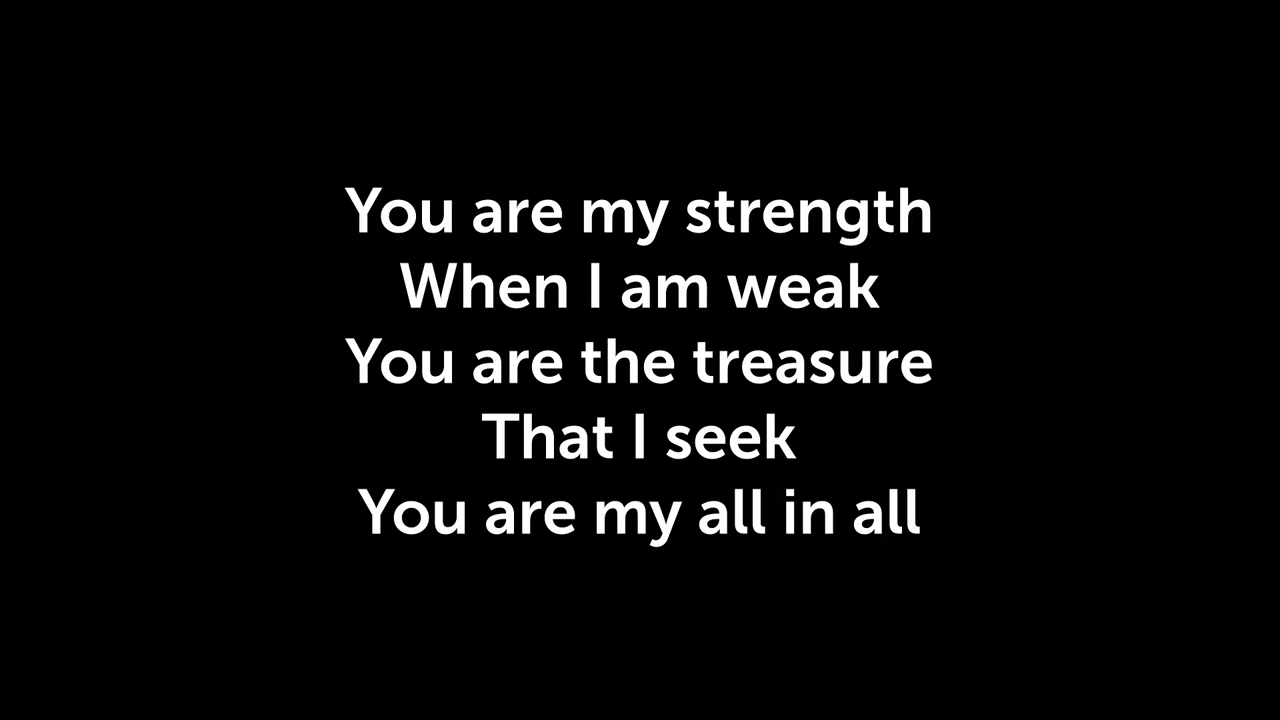 You are my strength
When I am weak
You are the treasure
That I seek
You are my all in all